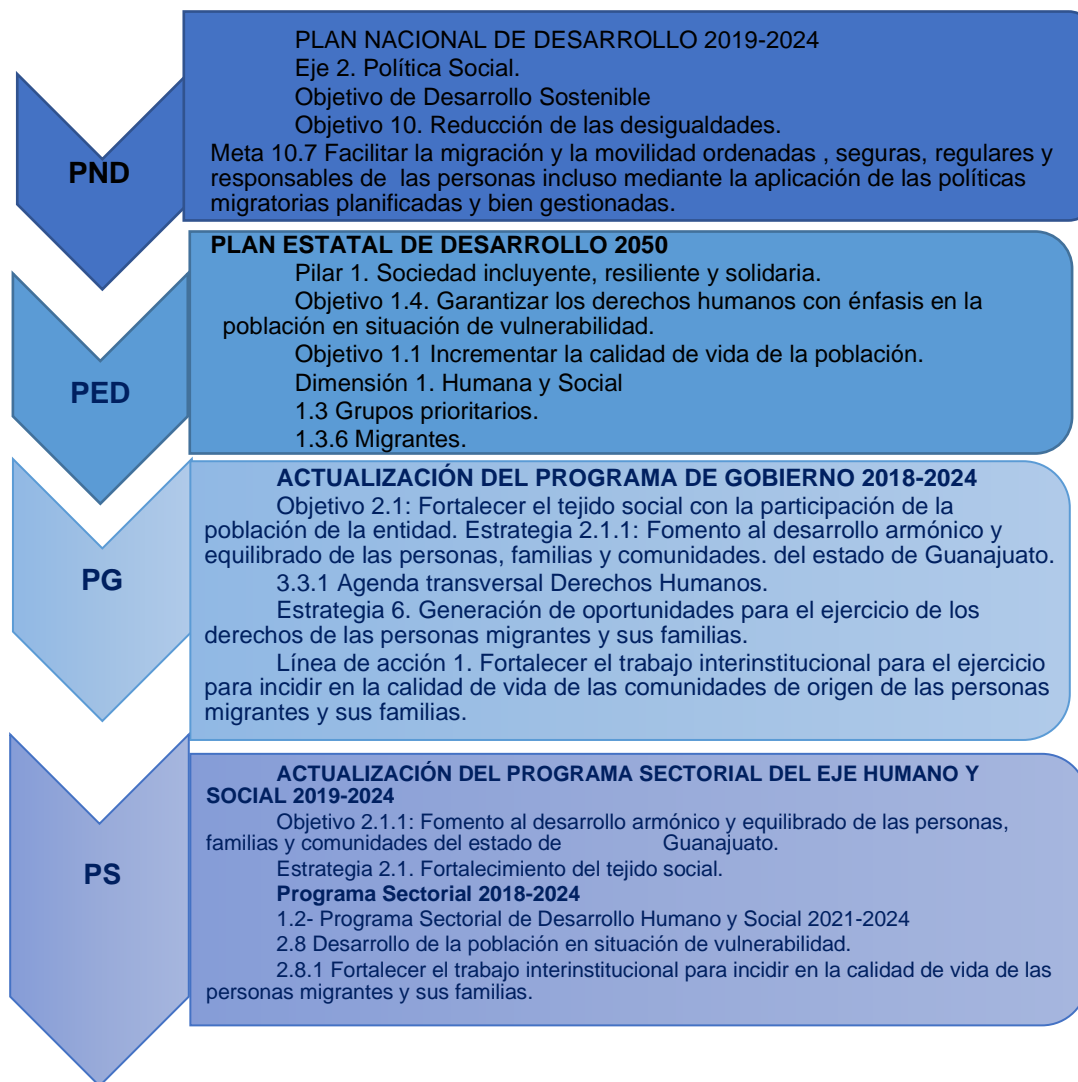 PLAN NACIONAL DE DESARROLLO 2019-2024
Eje 2. Política Social.
Objetivo de Desarrollo Sostenible
Objetivo 10. Reducción de las desigualdades.
Meta 10.7 Facilitar la migración y la movilidad ordenadas , seguras, regulares y
responsables de las personas incluso mediante la aplicación de las políticas
migratorias planificadas y bien gestionadas.
PND
PLAN ESTATAL DE DESARROLLO 2050
Pilar 1. Sociedad incluyente, resiliente y solidaria.
Objetivo 1.4. Garantizar los derechos humanos con énfasis en la
población en situación de vulnerabilidad.
Objetivo 1.1 Incrementar la calidad de vida de la población.
Dimensión 1. Humana y Social
1.3 Grupos prioritarios.
1.3.6 Migrantes.
PED
ACTUALIZACIÓN DEL PROGRAMA DE GOBIERNO 2018-2024
Objetivo 2.1: Fortalecer el tejido social con la participación de la
población de la entidad. Estrategia 2.1.1: Fomento al desarrollo armónico y
equilibrado de las personas, familias y comunidades. del estado de Guanajuato.
3.3.1 Agenda transversal Derechos Humanos.
Estrategia 6. Generación de oportunidades para el ejercicio de los
derechos de las personas migrantes y sus familias.
Línea de acción 1. Fortalecer el trabajo interinstitucional para el ejercicio
para incidir en la calidad de vida de las comunidades de origen de las personas
migrantes y sus familias.
PG
ACTUALIZACIÓN DEL PROGRAMA SECTORIAL DEL EJE HUMANO Y
SOCIAL 2019-2024
Objetivo 2.1.1: Fomento al desarrollo armónico y equilibrado de las personas,
familias y comunidades del estado de Guanajuato.
Estrategia 2.1. Fortalecimiento del tejido social.
Programa Sectorial 2018-2024
1.2- Programa Sectorial de Desarrollo Humano y Social 2021-2024
2.8 Desarrollo de la población en situación de vulnerabilidad.
2.8.1 Fortalecer el trabajo interinstitucional para incidir en la calidad de vida de las
personas migrantes y sus familias.
PS